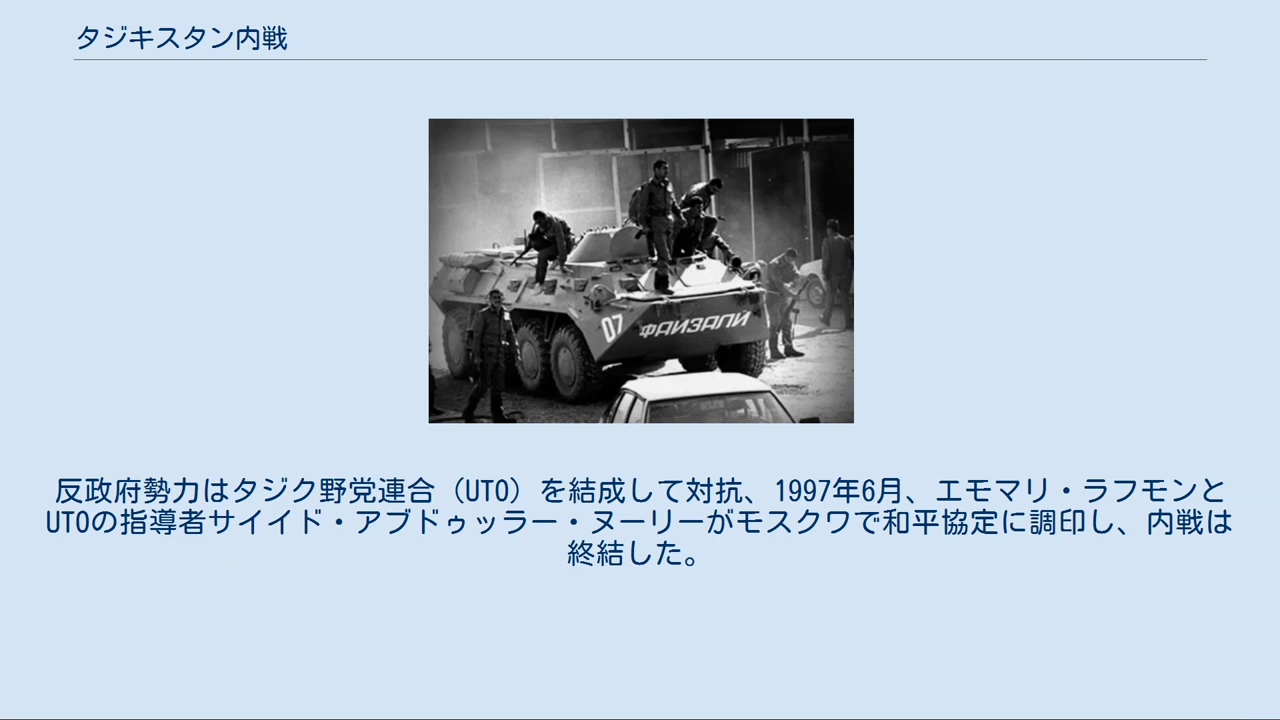 タジキスタン内戦
07 ФАИЗАЛИ
反政府勢力はタジク野党連合（UTO）を結成して対抗、1997年6月、エモマリ・ラフモンと
UTOの指導者サイイド・アブドゥッラー・ヌーリーがモスクワで和平協定に調印し、内戦は
終結した。